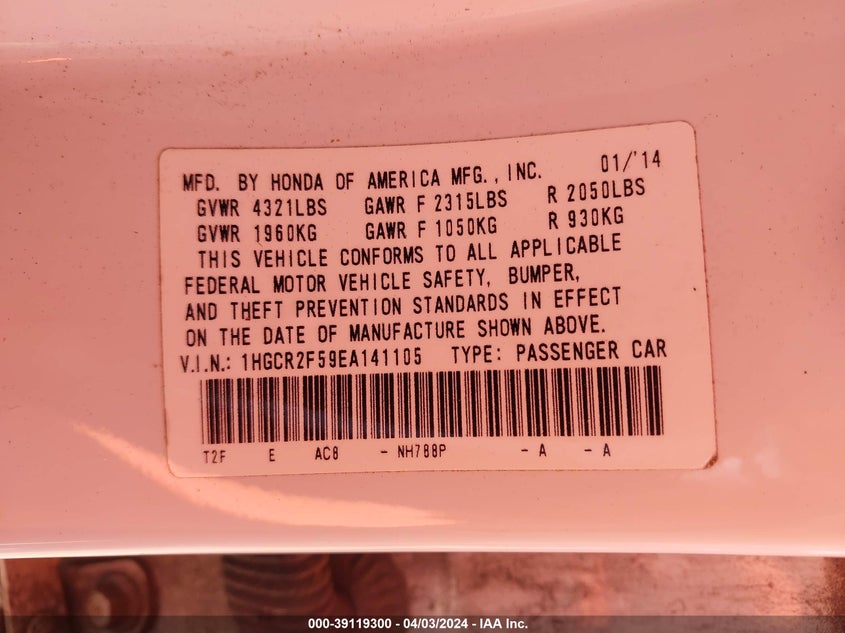 MFD. BY HONDA OF AMERICA MFG., INC. 01/'14
GVWR 4321LBS GAWR F 2315LBS R 2050LBS
GVWR 1960KG GAWR F 1050KG R 930KG
THIS VEHICLE CONFORMS TO ALL APPLICABLE
FEDERAL MOTOR VEHICLE SAFETY, BUMPER,
AND THEFT PREVENTION STANDARDS IN EFFECT
ON THE DATE OF MANUFACTURE SHOWN ABOVE.
V.I.N.: 1HGCR2F59EA141105 TYPE: PASSENGER CAR
T2F E AC8 - NH788P - A - A
000-39119300 - 04/03/2024 - IAA Inc.